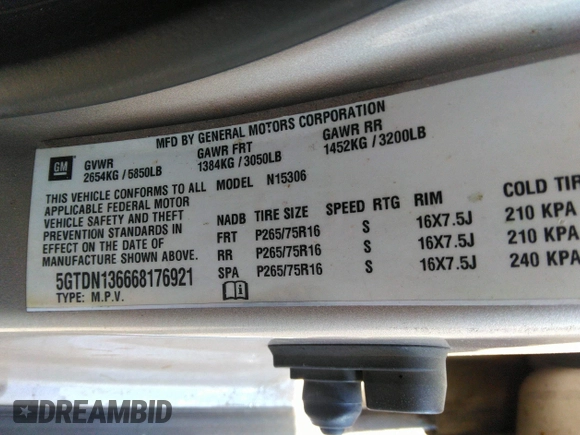 MFD BY GENERAL MOTORS CORPORATION
GM
GVWR GAWR FRT GAWR RR
2654KG / 5850LB 1384KG / 3050LB 1452KG / 3200LB
THIS VEHICLE CONFORMS TO ALL
APPLICABLE FEDERAL MOTOR
VEHICLE SAFETY AND THEFT
PREVENTION STANDARDS IN
EFFECT ON THE DATE OF
MANUFACTURE SHOWN ABOVE.
5GTDN136668176921
TYPE: M.P.V.
MODEL N15306
NADB TIRE SIZE SPEED RTG RIM COLD TI
FRT P265/75R16 S 16X7.5J 210 KPA
RR P265/75R16 S 16X7.5J 210 KPA
SPA P265/75R16 S 16X7.5J 240 KPA
DREAMBID